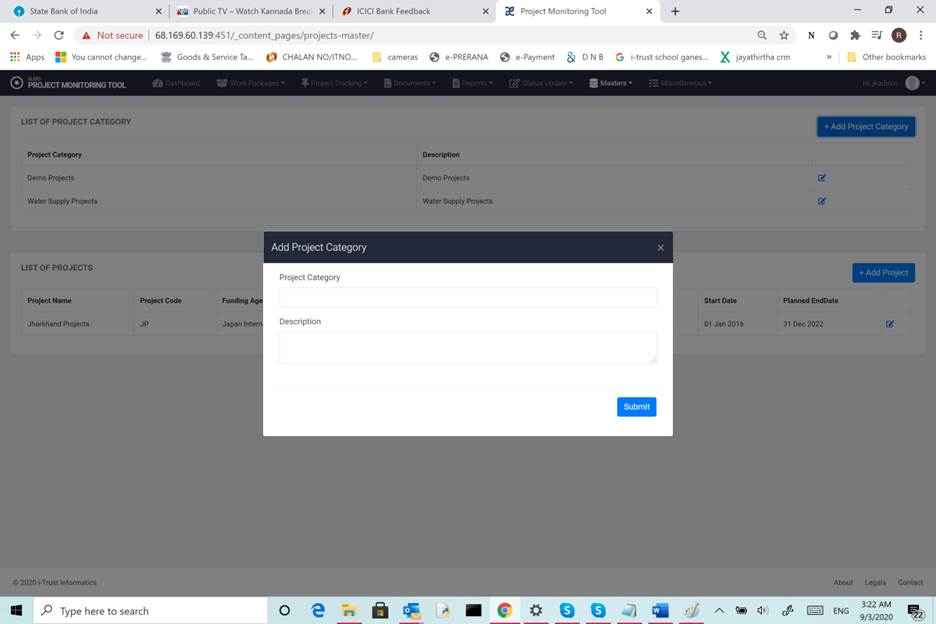 State Bank of India
Public TV – Watch Kannada Brea
ICICI Bank Feedback
Project Monitoring Tool
Not secure
68.169.60.139:451/_content_pages/projects-master/
N
R
Apps
You cannot change...
Goods & Service Ta...
CHALAN NO/ITNO...
cameras
e-PRERANA
e-Payment
D N B
i-trust school ganes...
jayathirtha crm
»
Other bookmarks
PROJECT MONITORING TOOL
Dashboard
Work Packages
Project Tracking
Documents
Reports
Status Update
Masters
Miscellaneous
Hi, jkadmin
LIST OF PROJECT CATEGORY
+ Add Project Category
Project Category
Description
Demo Projects
Demo Projects
Water Supply Projects
Water Supply Projects
Add Project Category
×
Project Category
Description
Submit
LIST OF PROJECTS
+ Add Project
Project Name
Project Code
Funding Age
Start Date
Planned EndDate
Jharkhand Projects
JP
Japan Intern
01 Jan 2016
31 Dec 2022
© 2020 i-Trust Informatics
About
Legals
Contact
Type here to search
ENG
3:22 AM
9/3/2020
22